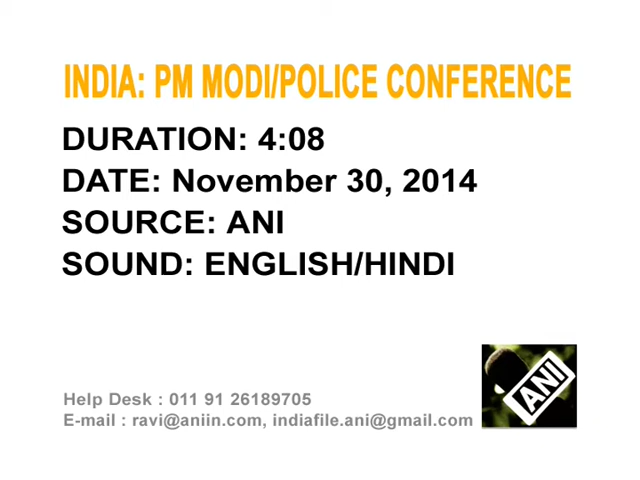 INDIA: PM MODI/POLICE CONFERENCE
DURATION: 4:08
DATE: November 30, 2014
SOURCE: ANI
SOUND: ENGLISH/HINDI
Help Desk : 011 91 26189705
E-mail : ravi@aniin.com, indiafile.ani@gmail.com
ANI